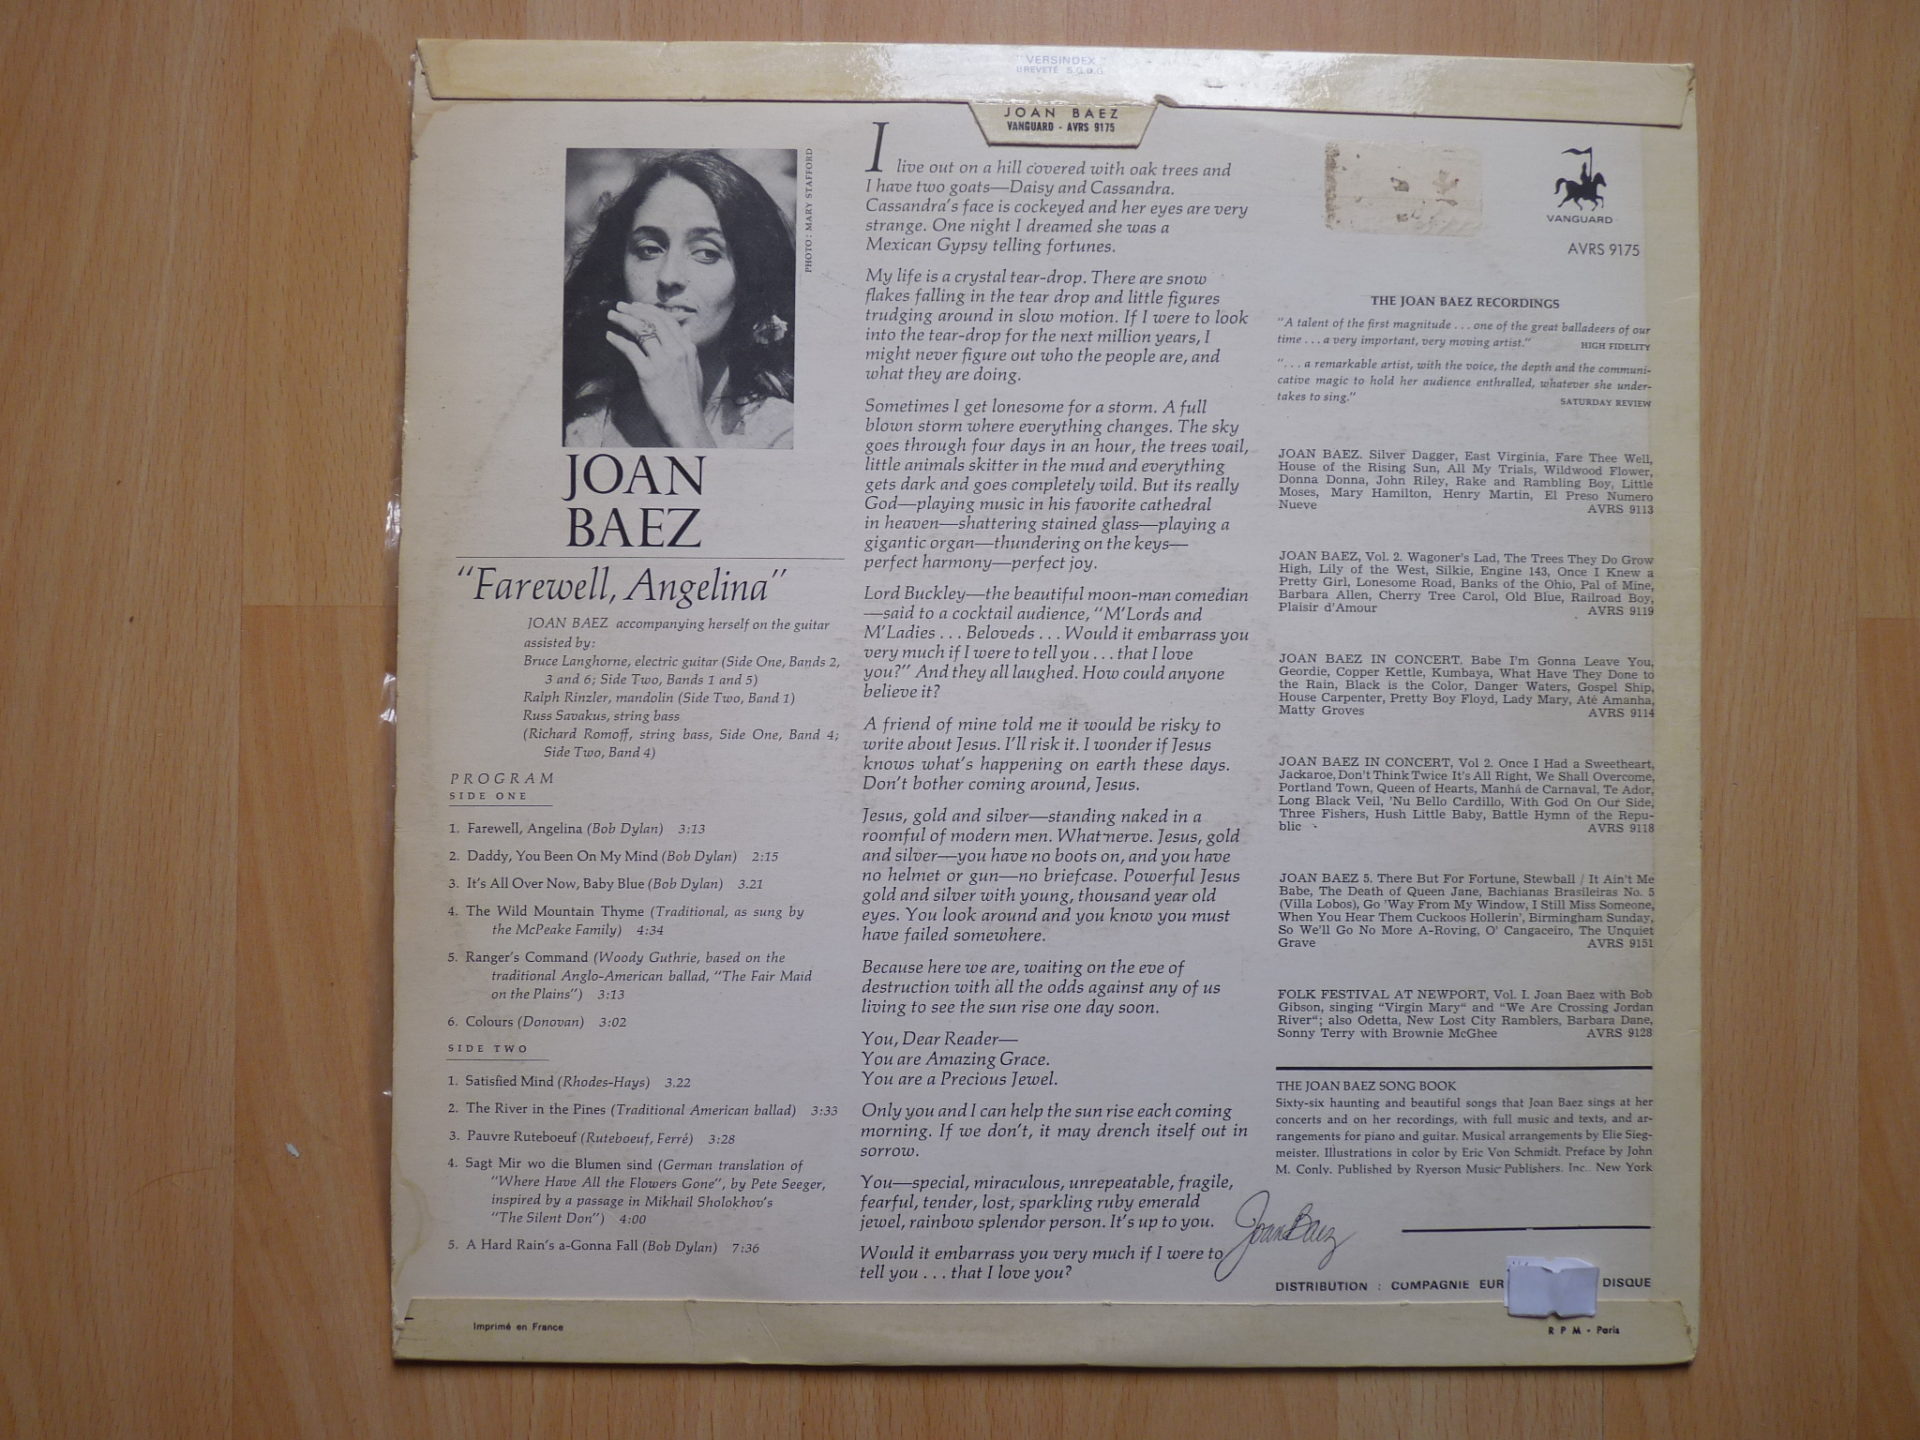 VERSINDEX
BREVETÉ S.G.D.G.
JOAN BAEZ
VANGUARD - AVRS 9175
PHOTO: MARY STAFFORD
JOAN
BAEZ
"Farewell, Angelina"
JOAN BAEZ accompanying herself on the guitar
assisted by:
Bruce Langhorne, electric guitar (Side One, Bands 2,
3 and 6; Side Two, Bands 1 and 5)
Ralph Rinzler, mandolin (Side Two, Band 1)
Russ Savakus, string bass
(Richard Romoff, string bass, Side One, Band 4;
Side Two, Band 4)
PROGRAM
SIDE ONE
1. Farewell, Angelina (Bob Dylan) 3:13
2. Daddy, You Been On My Mind (Bob Dylan) 2:15
3. It's All Over Now, Baby Blue (Bob Dylan) 3.21
4. The Wild Mountain Thyme (Traditional, as sung by
the McPeake Family) 4:34
5. Ranger's Command (Woody Guthrie, based on the
traditional Anglo-American ballad, "The Fair Maid
on the Plains") 3:13
6. Colours (Donovan) 3:02
SIDE TWO
1. Satisfied Mind (Rhodes-Hays) 3.22
2. The River in the Pines (Traditional American ballad) 3:33
3. Pauvre Ruteboeuf (Ruteboeuf, Ferré) 3:28
4. Sagt Mir wo die Blumen sind (German translation of
"Where Have All the Flowers Gone", by Pete Seeger,
inspired by a passage in Mikhail Sholokhov's
"The Silent Don") 4:00
5. A Hard Rain's a-Gonna Fall (Bob Dylan) 7:36
I live out on a hill covered with oak trees and
I have two goats—Daisy and Cassandra.
Cassandra's face is cockeyed and her eyes are very
strange. One night I dreamed she was a
Mexican Gypsy telling fortunes.
My life is a crystal tear-drop. There are snow
flakes falling in the tear drop and little figures
trudging around in slow motion. If I were to look
into the tear-drop for the next million years, I
might never figure out who the people are, and
what they are doing.
Sometimes I get lonesome for a storm. A full
blown storm where everything changes. The sky
goes through four days in an hour, the trees wail,
little animals skitter in the mud and everything
gets dark and goes completely wild. But its really
God—playing music in his favorite cathedral
in heaven—shattering stained glass—playing a
gigantic organ—thundering on the keys—
perfect harmony—perfect joy.
Lord Buckley—the beautiful moon-man comedian
—said to a cocktail audience, "M'Lords and
M'Ladies . . . Beloveds . . . Would it embarrass you
very much if I were to tell you . . . that I love
you?" And they all laughed. How could anyone
believe it?
A friend of mine told me it would be risky to
write about Jesus. I'll risk it. I wonder if Jesus
knows what's happening on earth these days.
Don't bother coming around, Jesus.
Jesus, gold and silver—standing naked in a
roomful of modern men. What nerve. Jesus, gold
and silver—you have no boots on, and you have
no helmet or gun—no briefcase. Powerful Jesus
gold and silver with young, thousand year old
eyes. You look around and you know you must
have failed somewhere.
Because here we are, waiting on the eve of
destruction with all the odds against any of us
living to see the sun rise one day soon.
You, Dear Reader—
You are Amazing Grace.
You are a Precious Jewel.
Only you and I can help the sun rise each coming
morning. If we don't, it may drench itself out in
sorrow.
You—special, miraculous, unrepeatable, fragile,
fearful, tender, lost, sparkling ruby emerald
jewel, rainbow splendor person. It's up to you.
Would it embarrass you very much if I were to
tell you . . . that I love you?
Joan Baez
VANGUARD
AVRS 9175
THE JOAN BAEZ RECORDINGS
"A talent of the first magnitude . . . one of the great balladeers of our
time . . . a very important, very moving artist." HIGH FIDELITY
". . . a remarkable artist, with the voice, the depth and the communi-
cative magic to hold her audience enthralled, whatever she under-
takes to sing." SATURDAY REVIEW
JOAN BAEZ. Silver Dagger, East Virginia, Fare Thee Well,
House of the Rising Sun, All My Trials, Wildwood Flower,
Donna Donna, John Riley, Rake and Rambling Boy, Little
Moses, Mary Hamilton, Henry Martin, El Preso Numero
Nueve AVRS 9113
JOAN BAEZ, Vol. 2. Wagoner's Lad, The Trees They Do Grow
High, Lily of the West, Silkie, Engine 143, Once I Knew a
Pretty Girl, Lonesome Road, Banks of the Ohio, Pal of Mine,
Barbara Allen, Cherry Tree Carol, Old Blue, Railroad Boy,
Plaisir d'Amour AVRS 9119
JOAN BAEZ IN CONCERT. Babe I'm Gonna Leave You,
Geordie, Copper Kettle, Kumbaya, What Have They Done to
the Rain, Black is the Color, Danger Waters, Gospel Ship,
House Carpenter, Pretty Boy Floyd, Lady Mary, Até Amanha,
Matty Groves AVRS 9114
JOAN BAEZ IN CONCERT, Vol 2. Once I Had a Sweetheart,
Jackaroe, Don't Think Twice It's All Right, We Shall Overcome,
Portland Town, Queen of Hearts, Manhá de Carnaval, Te Ador,
Long Black Veil, 'Nu Bello Cardillo, With God On Our Side,
Three Fishers, Hush Little Baby, Battle Hymn of the Repu-
blic AVRS 9118
JOAN BAEZ 5. There But For Fortune, Stewball / It Ain't Me
Babe, The Death of Queen Jane, Bachianas Brasileiras No. 5
(Villa Lobos), Go 'Way From My Window, I Still Miss Someone,
When You Hear Them Cuckoos Hollerin', Birmingham Sunday,
So We'll Go No More A-Roving, O' Cangaceiro, The Unquiet
Grave AVRS 9151
FOLK FESTIVAL AT NEWPORT, Vol. I. Joan Baez with Bob
Gibson, singing "Virgin Mary" and "We Are Crossing Jordan
River"; also Odetta, New Lost City Ramblers, Barbara Dane,
Sonny Terry with Brownie McGhee AVRS 9128
THE JOAN BAEZ SONG BOOK
Sixty-six haunting and beautiful songs that Joan Baez sings at her
concerts and on her recordings, with full music and texts, and ar-
rangements for piano and guitar. Musical arrangements by Elie Sieg-
meister. Illustrations in color by Eric Von Schmidt. Preface by John
M. Conly. Published by Ryerson Music Publishers. Inc.. New York
DISTRIBUTION : COMPAGNIE EUR DISQUE
Imprimé en France
R P M - Paris